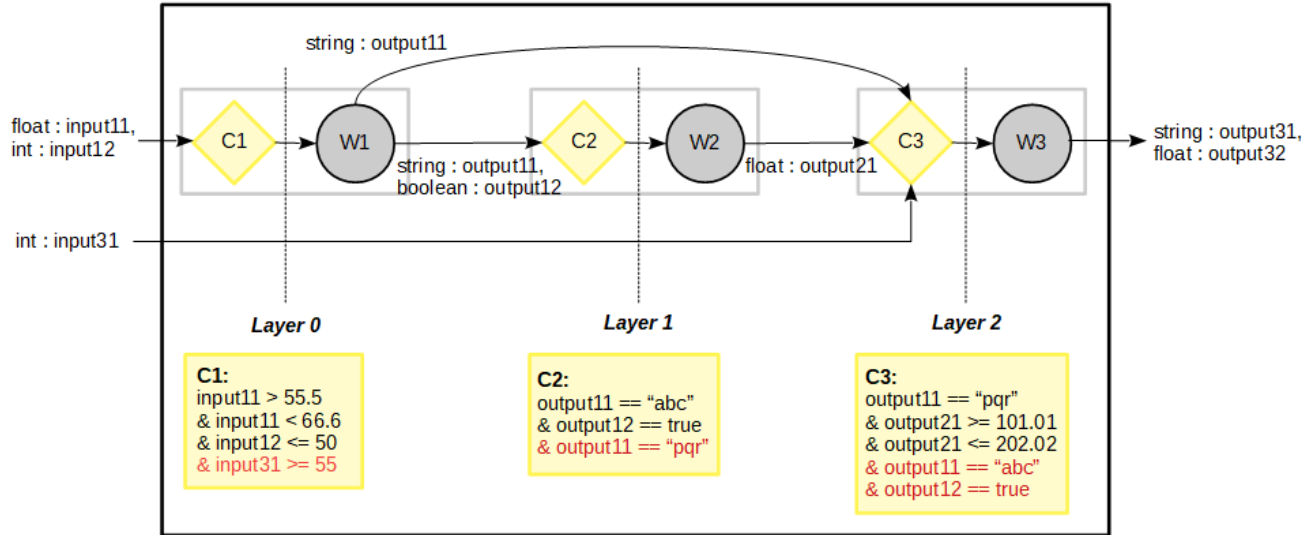 string : output11
float : input11,
int : input12
C1
W1
C2
W2
C3
W3
string : output11,
boolean : output12
float : output21
string : output31,
float : output32
int : input31
Layer 0
Layer 1
Layer 2
C1:
input11 > 55.5
& input11 < 66.6
& input12 <= 50
& input31 >= 55
C2:
output11 == “abc”
& output12 == true
& output11 == “pqr”
C3:
output11 == “pqr”
& output21 >= 101.01
& output21 <= 202.02
& output11 == “abc”
& output12 == true